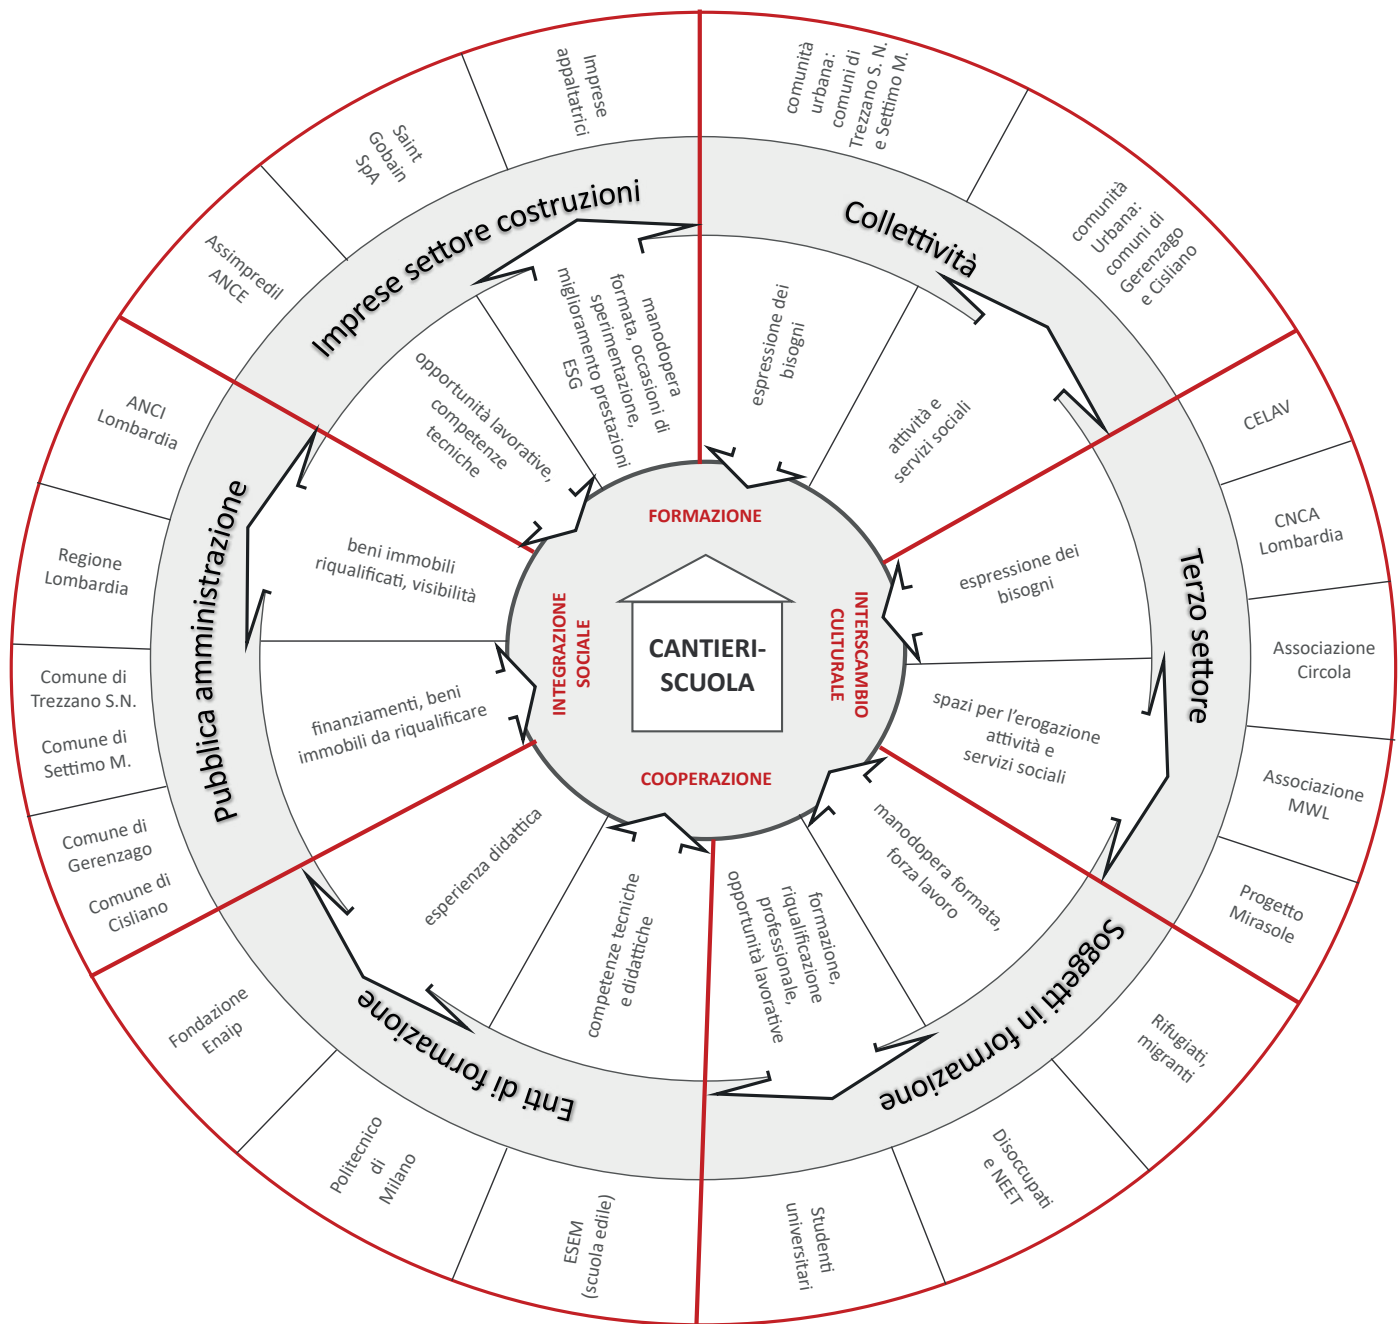 CANTIERI-
SCUOLA
FORMAZIONE
INTERSCAMBIO
CULTURALE
COOPERAZIONE
INTEGRAZIONE
SOCIALE
Collettività
comunità
urbana:
comuni di
Trezzano S. N.
e Settimo M.
comunità
Urbana:
comuni di
Gerenzago
e Cisliano
espressione dei
bisogni
attività e
servizi sociali
Terzo settore
CELAV
CNCA
Lombardia
Associazione
Circola
Associazione
MWL
Progetto
Mirasole
espressione dei
bisogni
spazi per l'erogazione
attività e
servizi sociali
Soggetti in formazione
Rifugiati,
migranti
Disoccupati
e NEET
Studenti
universitari
manodopera formata,
forza lavoro
formazione,
riqualificazione
professionale,
opportunità lavorative
Enti di formazione
ESEM
(scuola edile)
Politecnico
di
Milano
Fondazione
Enaip
competenze tecniche
e didattiche
esperienza didattica
Pubblica amministrazione
Comune di
Cisliano
Comune di
Gerenzago
Comune di
Settimo M.
Comune di
Trezzano S.N.
Regione
Lombardia
ANCI
Lombardia
finanziamenti, beni
immobili da riqualificare
beni immobili
riqualificati, visibilità
Imprese settore costruzioni
Assimpredil
ANCE
Saint
Gobain
SpA
Imprese
appaltatrici
opportunità lavorative,
competenze
tecniche
manodopera
formata, occasioni di
sperimentazione,
miglioramento prestazioni
ESG